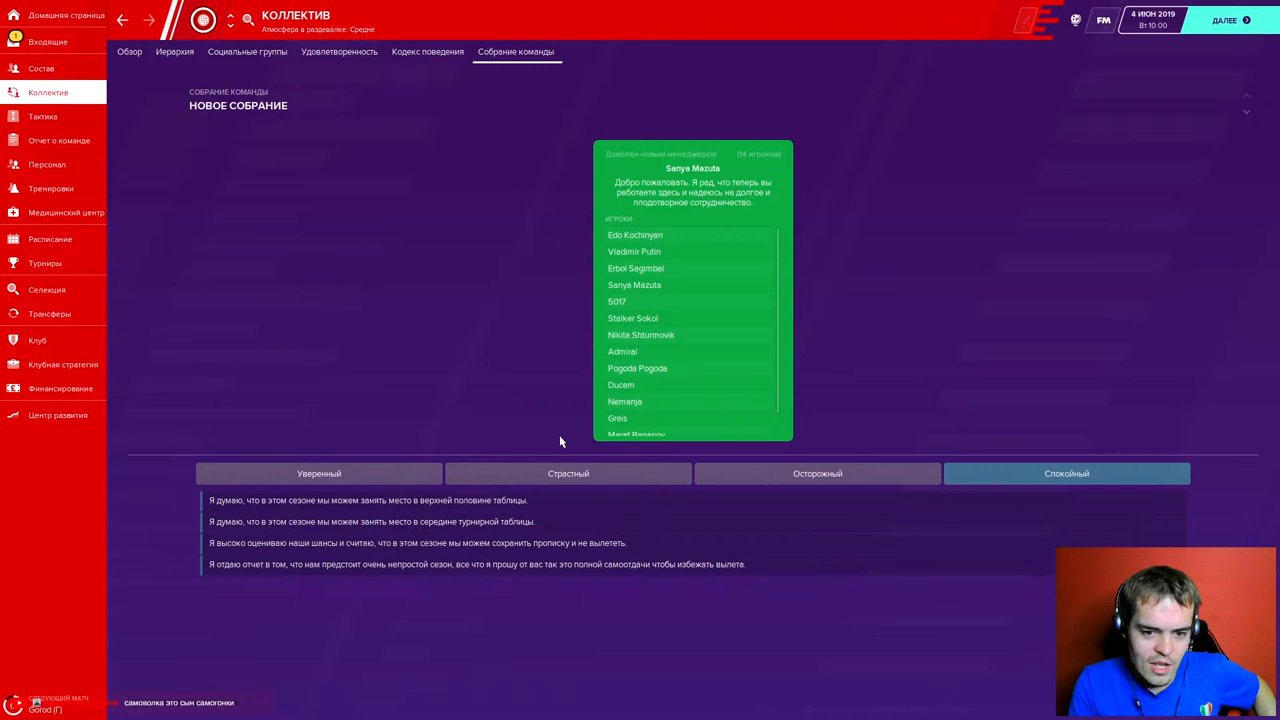 Домашняя страница
1
Входящие
Состав
Коллектив
Тактика
Отчет о команде
Персонал
Тренировки
Медицинский центр
Расписание
Турниры
Селекция
Трансферы
Клуб
Клубная стратегия
Финансирование
Центр развития
СЛЕДУЮЩИЙ МАТЧ
Gorod (Г)
КОЛЛЕКТИВ
Атмосфера в раздевалке: Средне
FM
4 ИЮН 2019
Вт 10:00
ДАЛЕЕ
Обзор Иерархия Социальные группы Удовлетворенность Кодекс поведения Собрание команды
СОБРАНИЕ КОМАНДЫ
НОВОЕ СОБРАНИЕ
Доволен новым менеджером (14 игроков)
Sanya Mazuta
Добро пожаловать. Я рад, что теперь вы
работаете здесь и надеюсь на долгое и
плодотворное сотрудничество.
ИГРОКИ
Edo Kochinyan
Vladimir Putin
Erbol Sagimbal
Sanya Mazuta
5017
Stalker Sokol
Nikita Shturmovik
Admiral
Pogoda Pogoda
Ducem
Nemanja
Greis
Уверенный Страстный Осторожный Спокойный
Я думаю, что в этом сезоне мы можем занять место в верхней половине таблицы.
Я думаю, что в этом сезоне мы можем занять место в середине турнирной таблицы.
Я высоко оцениваю наши шансы и считаю, что в этом сезоне мы можем сохранить прописку и не вылететь.
Я отдаю отчет в том, что нам предстоит очень непростой сезон, все что я прошу от вас так это полной самоотдачи чтобы избежать вылета.
самоволка это сын самогонки